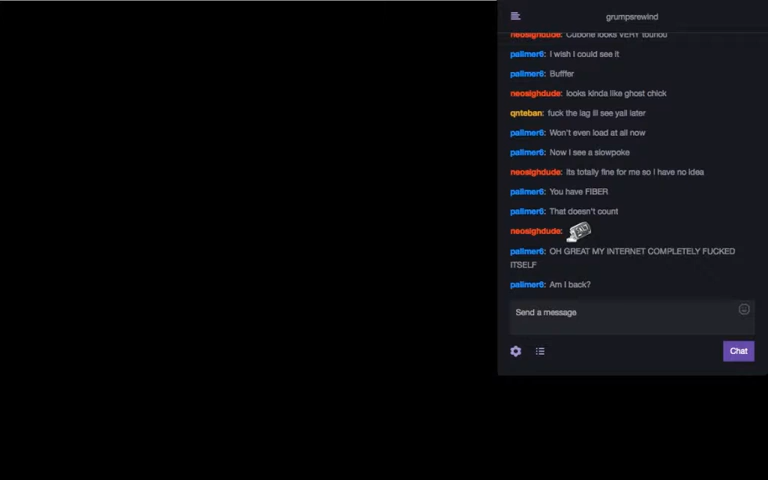 grumpsrewind
neosighdude: Cubone looks VERY touhou
pallmer6: I wish I could see it
pallmer6: Bufffer
neosighdude: looks kinda like ghost chick
qnteban: fuck the lag ill see yall later
pallmer6: Won't even load at all now
pallmer6: Now I see a slowpoke
neosighdude: Its totally fine for me so I have no idea
pallmer6: You have FIBER
pallmer6: That doesn't count
neosighdude:
pallmer6: OH GREAT MY INTERNET COMPLETELY FUCKED
ITSELF
pallmer6: Am I back?
Send a message
Chat